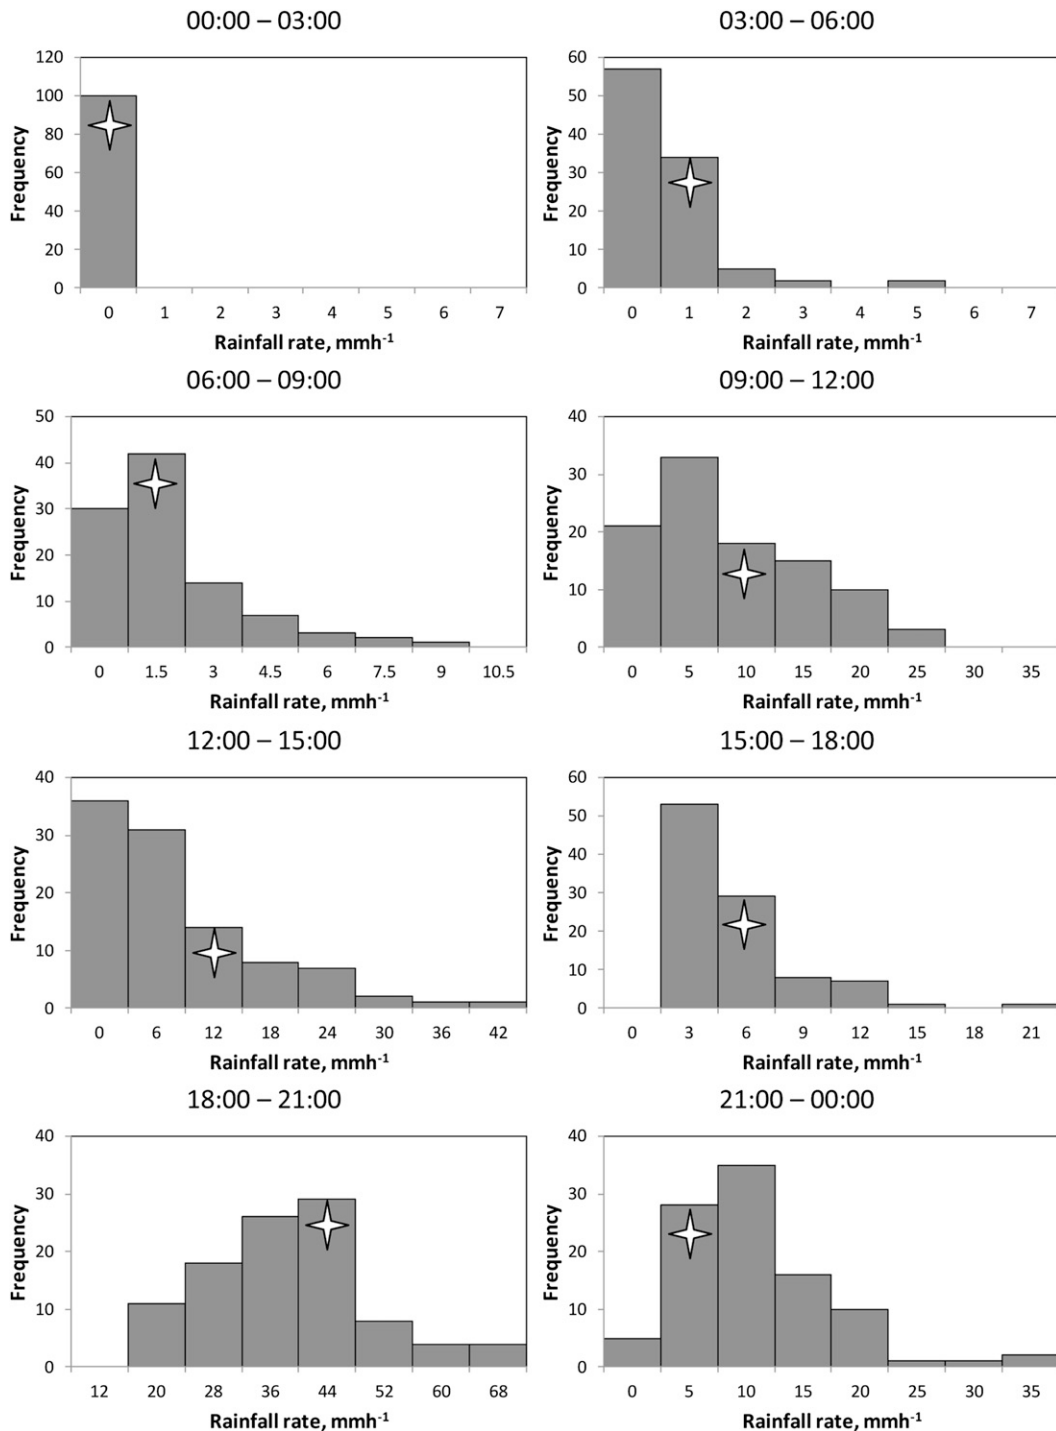 00:00 – 03:00
120
100
80
60
40
20
0
Frequency
0 1 2 3 4 5 6 7
Rainfall rate, mmh⁻¹
03:00 – 06:00
60
50
40
30
20
10
0
Frequency
0 1 2 3 4 5 6 7
Rainfall rate, mmh⁻¹
06:00 – 09:00
50
40
30
20
10
0
Frequency
0 1.5 3 4.5 6 7.5 9 10.5
Rainfall rate, mmh⁻¹
09:00 – 12:00
40
30
20
10
0
Frequency
0 5 10 15 20 25 30 35
Rainfall rate, mmh⁻¹
12:00 – 15:00
40
30
20
10
0
Frequency
0 6 12 18 24 30 36 42
Rainfall rate, mmh⁻¹
15:00 – 18:00
60
50
40
30
20
10
0
Frequency
0 3 6 9 12 15 18 21
Rainfall rate, mmh⁻¹
18:00 – 21:00
40
30
20
10
0
Frequency
12 20 28 36 44 52 60 68
Rainfall rate, mmh⁻¹
21:00 – 00:00
40
30
20
10
0
Frequency
0 5 10 15 20 25 30 35
Rainfall rate, mmh⁻¹